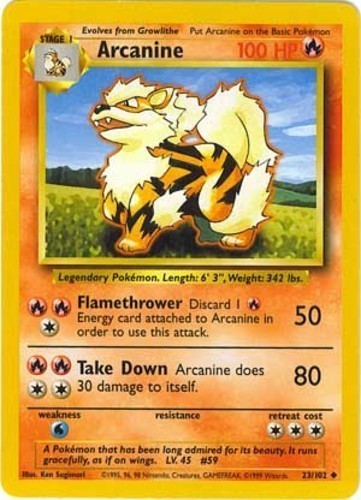 Evolves from Growlithe Put Arcanine on the Basic Pokémon
STAGE 1
Arcanine 100 HP
Legendary Pokémon. Length: 6' 3", Weight: 342 lbs.
Flamethrower Discard 1
Energy card attached to Arcanine in
order to use this attack.
50
Take Down Arcanine does
30 damage to itself.
80
weakness resistance retreat cost
A Pokémon that has been long admired for its beauty. It runs
gracefully, as if on wings. LV. 45 #59
Illus. Ken Sugimori ©1995, 96, 98 Nintendo, Creatures, GAMEFREAK. ©1999 Wizards. 23/102